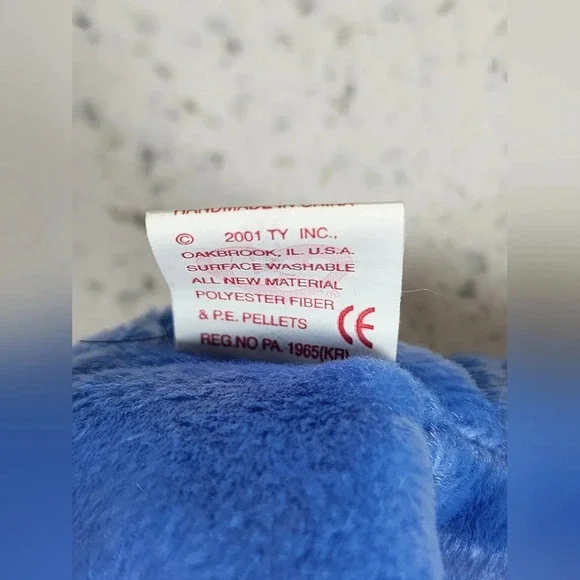 HANDMADE IN CHINA
© 2001 TY INC.,
OAKBROOK, IL. U.S.A.
SURFACE WASHABLE
ALL NEW MATERIAL
POLYESTER FIBER
& P.E. PELLETS
CE
REG.NO PA. 1965(KR)